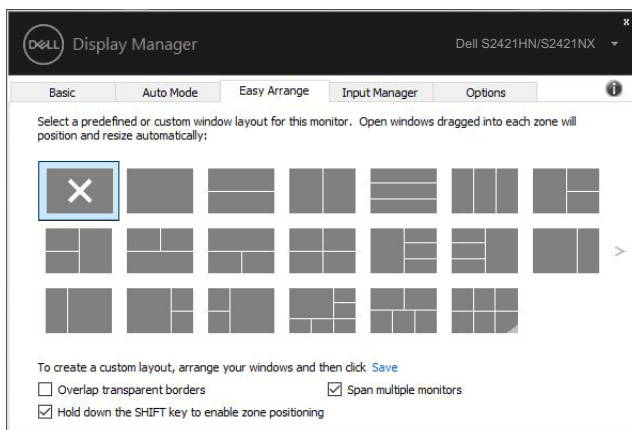 x
DELL Display Manager Dell S2421HN/S2421NX
Basic Auto Mode Easy Arrange Input Manager Options
Select a predefined or custom window layout for this monitor. Open windows dragged into each zone will
position and resize automatically:
To create a custom layout, arrange your windows and then click Save
Overlap transparent borders Span multiple monitors
Hold down the SHIFT key to enable zone positioning